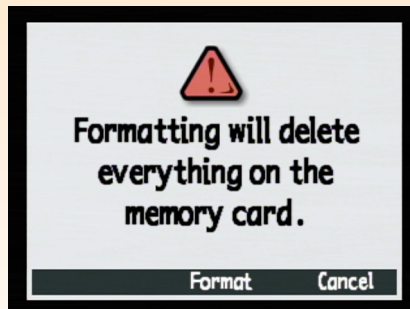 Formatting will delete
everything on the
memory card.
Format Cancel